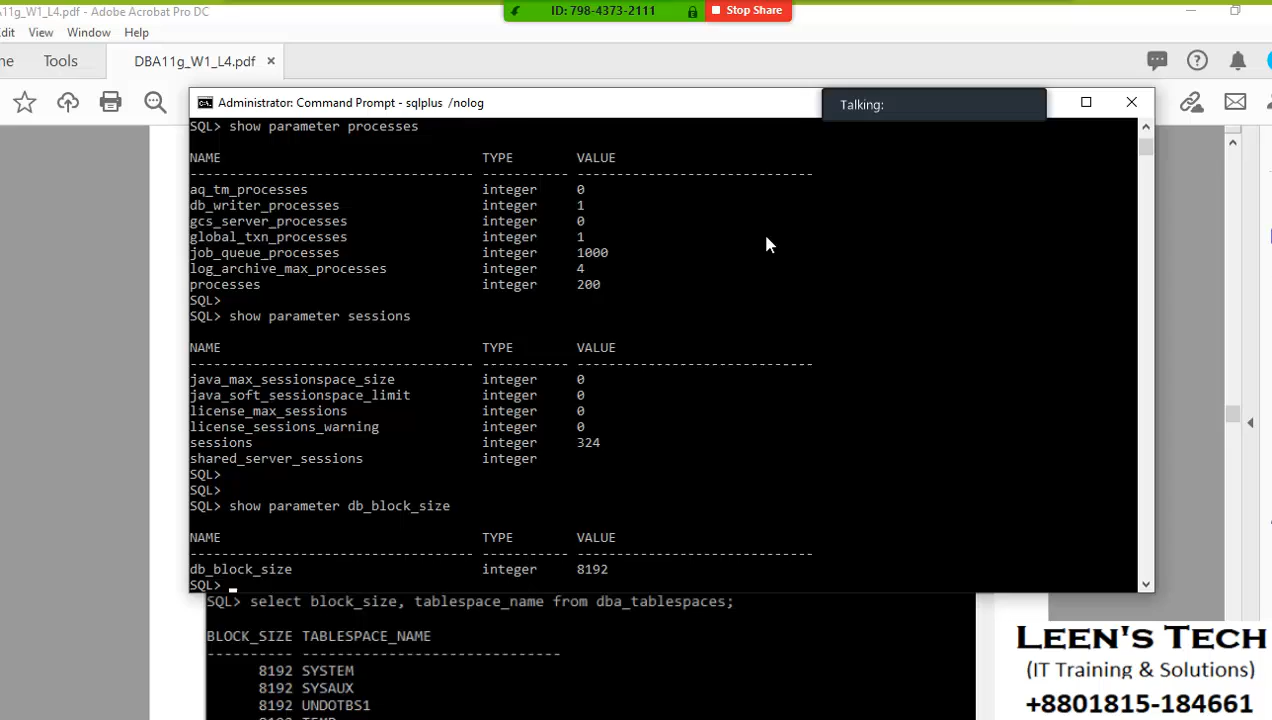 A11g_W1_L4.pdf - Adobe Acrobat Pro DC
ID: 798-4373-2111
Stop Share
dit View Window Help
me Tools DBA11g_W1_L4.pdf ×
Administrator: Command Prompt - sqlplus /nolog
Talking:
SQL> show parameter processes
NAME TYPE VALUE
------------------------------------ ----------- ------------------------------
aq_tm_processes integer 0
db_writer_processes integer 1
gcs_server_processes integer 0
global_txn_processes integer 1
job_queue_processes integer 1000
log_archive_max_processes integer 4
processes integer 200
SQL>
SQL> show parameter sessions
NAME TYPE VALUE
------------------------------------ ----------- ------------------------------
java_max_sessionspace_size integer 0
java_soft_sessionspace_limit integer 0
license_max_sessions integer 0
license_sessions_warning integer 0
sessions integer 324
shared_server_sessions integer
SQL>
SQL>
SQL> show parameter db_block_size
NAME TYPE VALUE
------------------------------------ ----------- ------------------------------
db_block_size integer 8192
SQL>
SQL> select block_size, tablespace_name from dba_tablespaces;
BLOCK_SIZE TABLESPACE_NAME
---------- ------------------------------
8192 SYSTEM
8192 SYSAUX
8192 UNDOTBS1
LEEN'S TECH
(IT Training & Solutions)
+8801815-184661